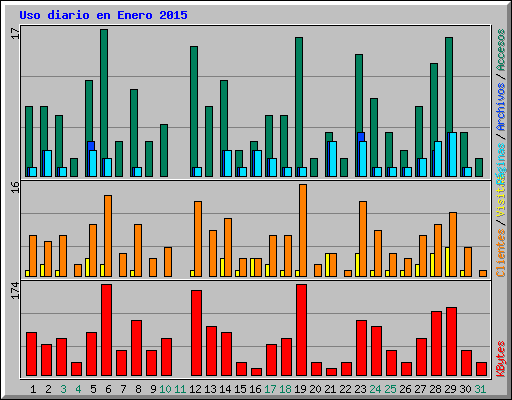 Uso diario en Enero 2015
17
16
174
Clientes / Visitas
Páginas / Archivos / Accesos
KBytes
1 2 3 4 5 6 7 8 9 10 11 12 13 14 15 16 17 18 19 20 21 22 23 24 25 26 27 28 29 30 31